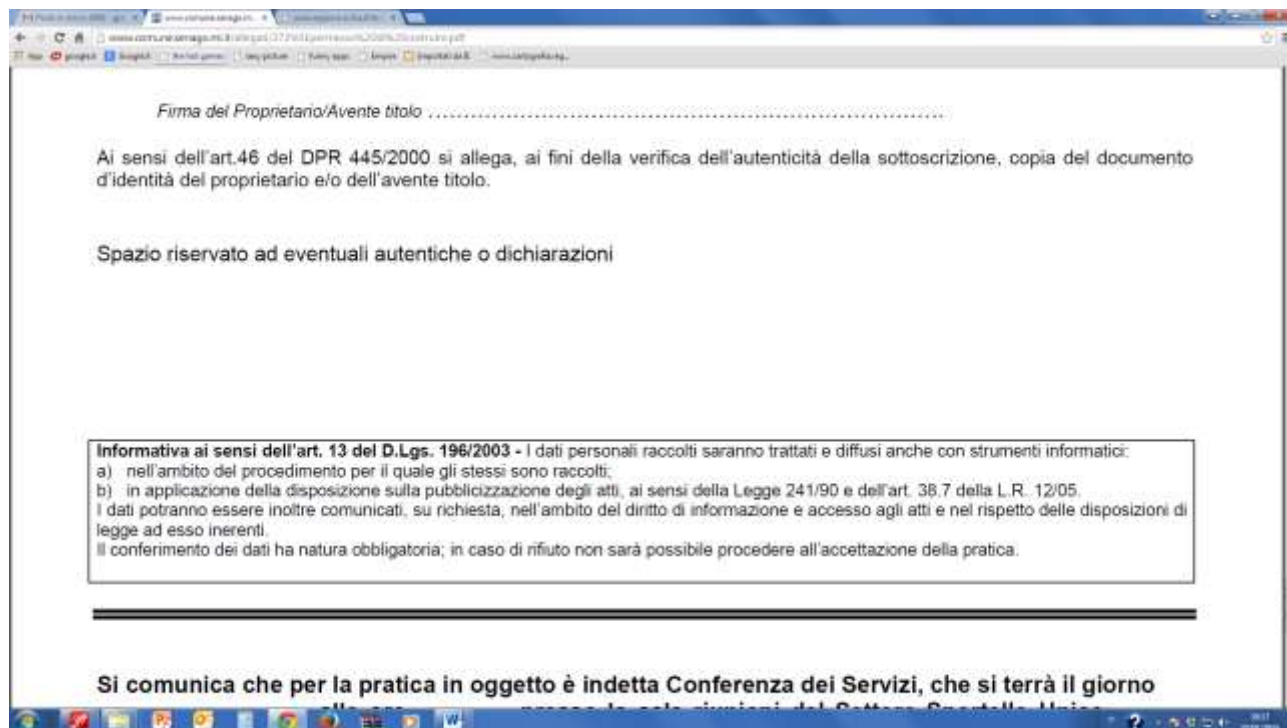 www.comune.senago.mi.it
Firma del Proprietario/Avente titolo ........................................................................
Ai sensi dell'art.46 del DPR 445/2000 si allega, ai fini della verifica dell'autenticità della sottoscrizione, copia del documento
d'identità del proprietario e/o dell'avente titolo.
Spazio riservato ad eventuali autentiche o dichiarazioni
Informativa ai sensi dell'art. 13 del D.Lgs. 196/2003 - I dati personali raccolti saranno trattati e diffusi anche con strumenti informatici:
a) nell'ambito del procedimento per il quale gli stessi sono raccolti;
b) in applicazione della disposizione sulla pubblicizzazione degli atti, ai sensi della Legge 241/90 e dell'art. 38.7 della L.R. 12/05.
I dati potranno essere inoltre comunicati, su richiesta, nell'ambito del diritto di informazione e accesso agli atti e nel rispetto delle disposizioni di
legge ad esso inerenti.
Il conferimento dei dati ha natura obbligatoria; in caso di rifiuto non sarà possibile procedere all'accettazione della pratica.
Si comunica che per la pratica in oggetto è indetta Conferenza dei Servizi, che si terrà il giorno